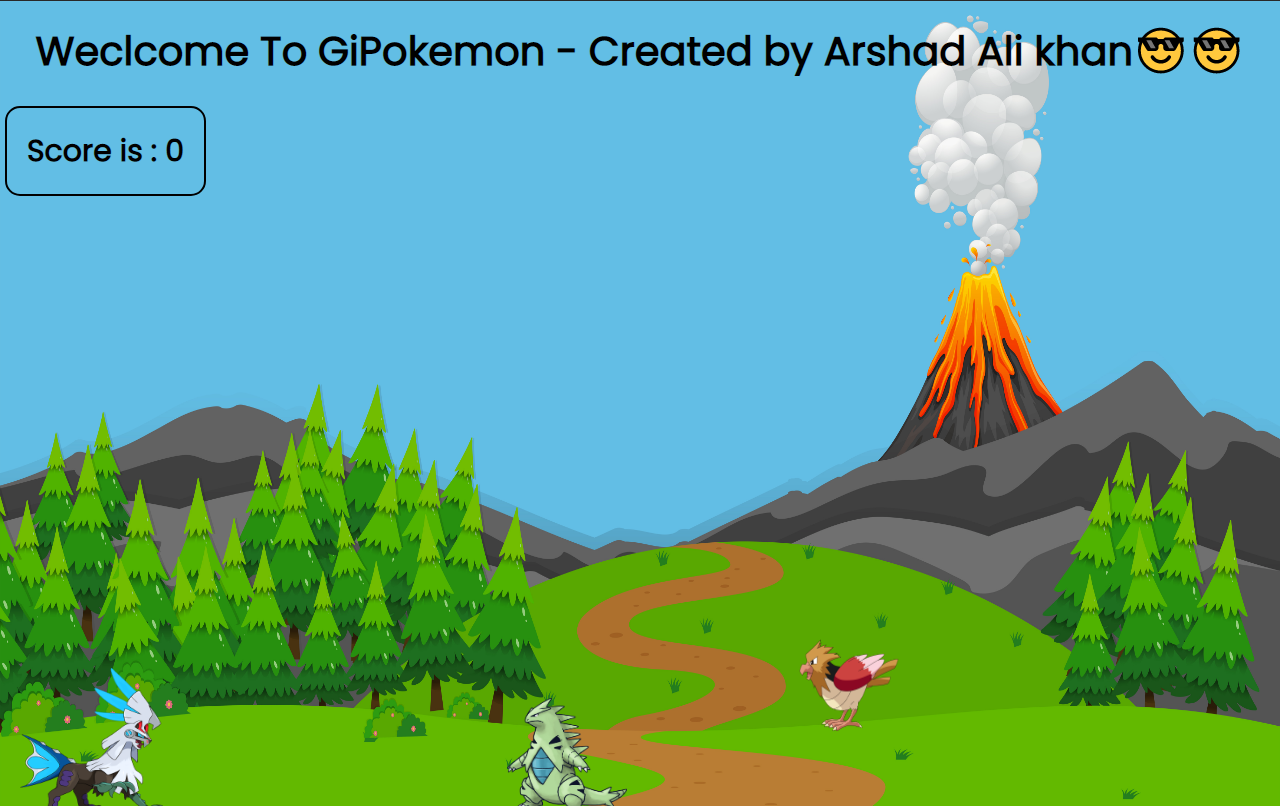 Weclcome To GiPokemon - Created by Arshad Ali khan😎😎
Score is : 0